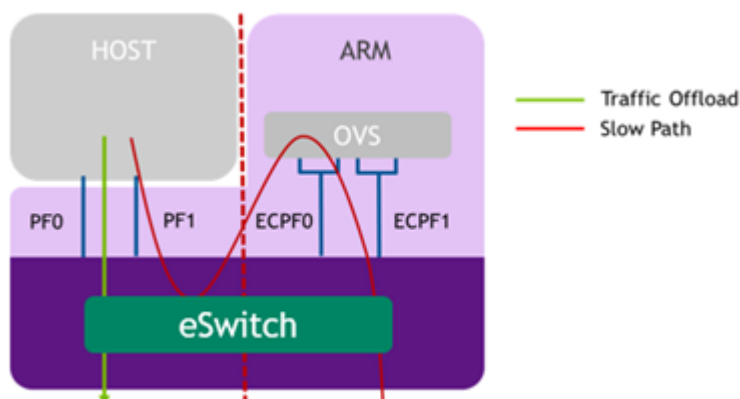 HOST
ARM
Traffic Offload
Slow Path
OVS
PF0
PF1
ECPF0
ECPF1
eSwitch